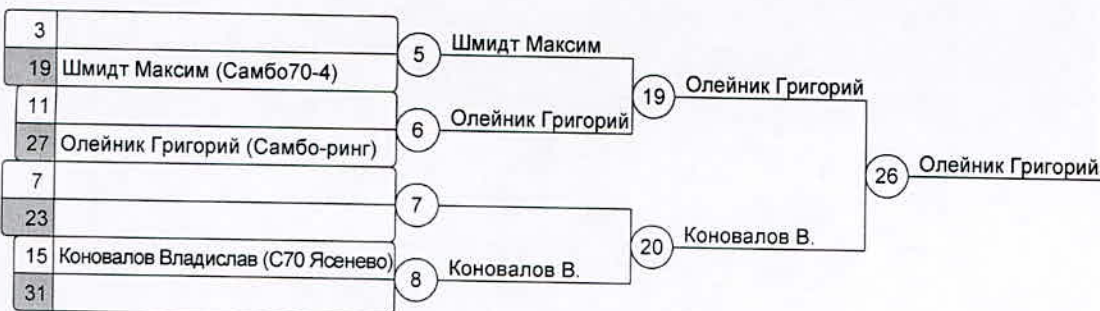 3
5
Шмидт Максим
19 Шмидт Максим (Самбо70-4)
19
Олейник Григорий
11
6
Олейник Григорий
27 Олейник Григорий (Самбо-ринг)
26
Олейник Григорий
7
7
23
20
Коновалов В.
15 Коновалов Владислав (С70 Ясенево)
8
Коновалов В.
31